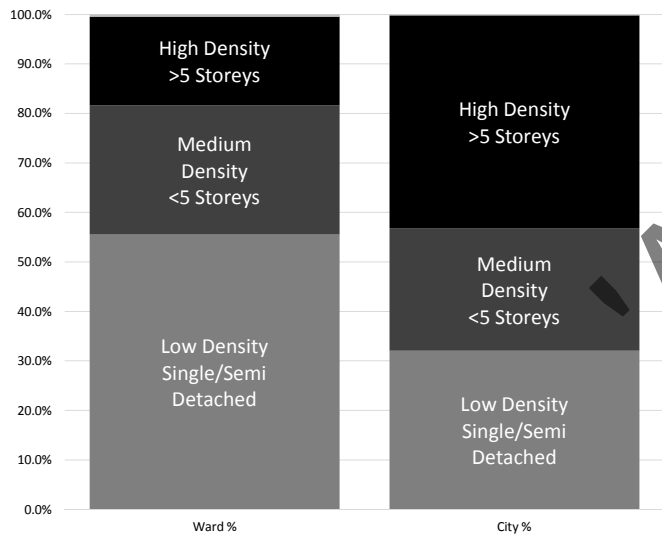 100.0%
90.0%
80.0%
70.0%
60.0%
50.0%
40.0%
30.0%
20.0%
10.0%
0.0%
High Density
>5 Storeys
Medium
Density
<5 Storeys
Low Density
Single/Semi
Detached
High Density
>5 Storeys
Medium
Density
<5 Storeys
Low Density
Single/Semi
Detached
Ward %
City %